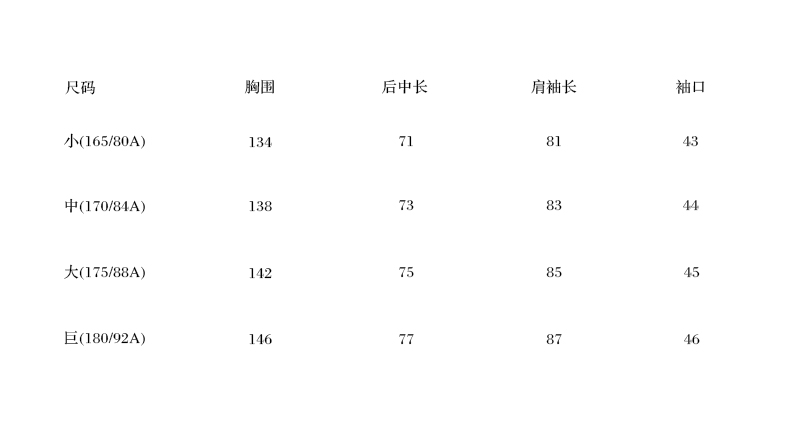 尺码 胸围 后中长 肩袖长 袖口
小(165/80A) 134 71 81 43
中(170/84A) 138 73 83 44
大(175/88A) 142 75 85 45
巨(180/92A) 146 77 87 46